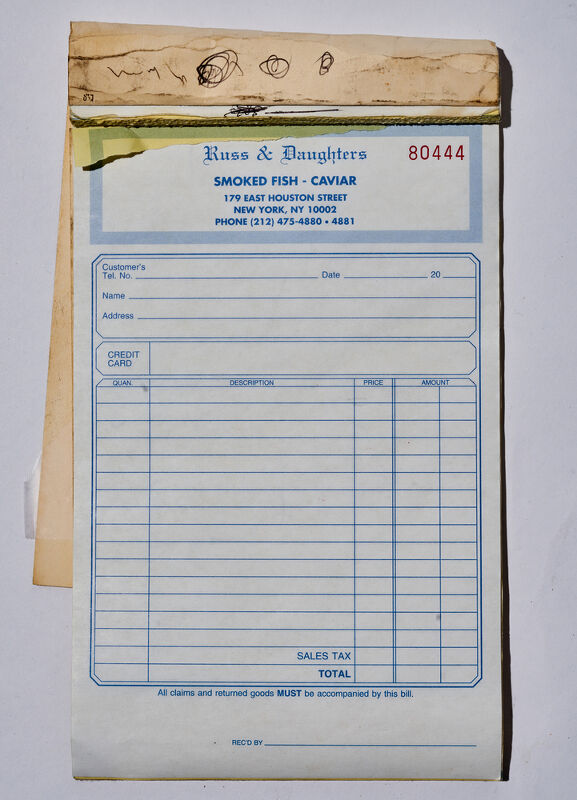 Russ & Daughters
80444
SMOKED FISH - CAVIAR
179 EAST HOUSTON STREET
NEW YORK, NY 10002
PHONE (212) 475-4880 • 4881
Customer's
Tel. No. Date 20
Name
Address
CREDIT
CARD
QUAN. DESCRIPTION PRICE AMOUNT
SALES TAX
TOTAL
All claims and returned goods MUST be accompanied by this bill.
REC'D BY